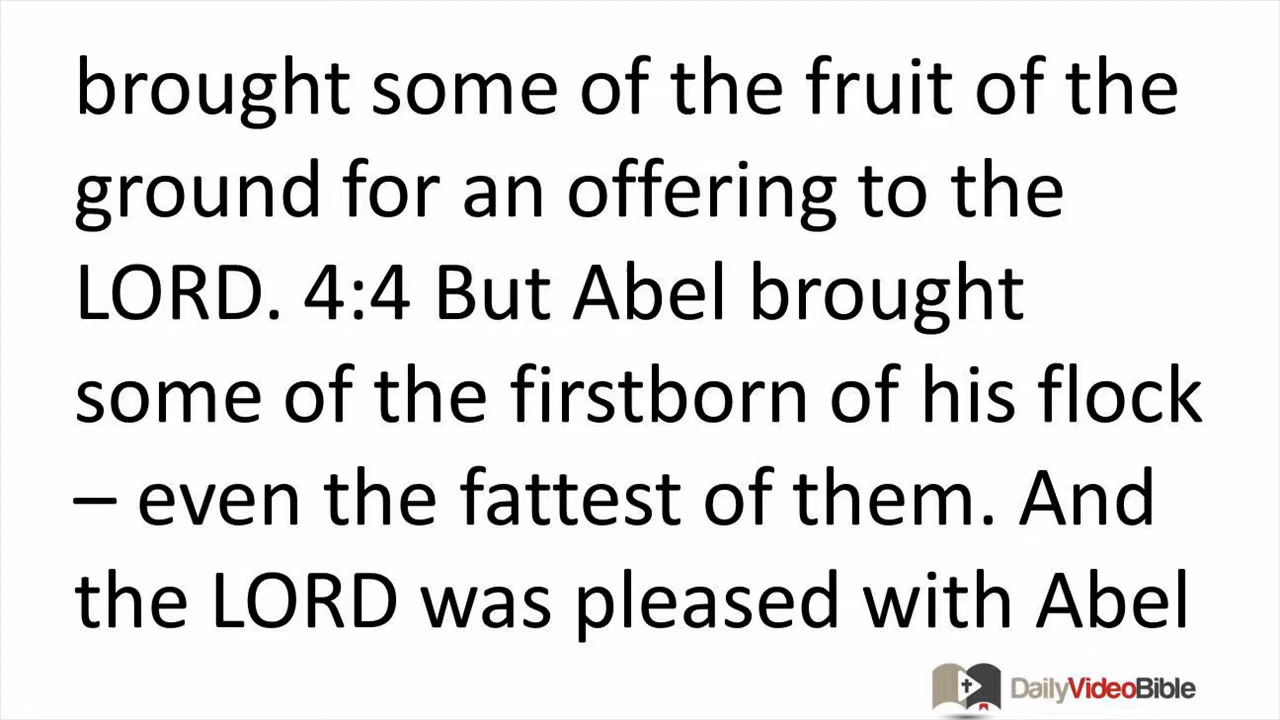 brought some of the fruit of the
ground for an offering to the
LORD. 4:4 But Abel brought
some of the firstborn of his flock
– even the fattest of them. And
the LORD was pleased with Abel
DailyVideoBible